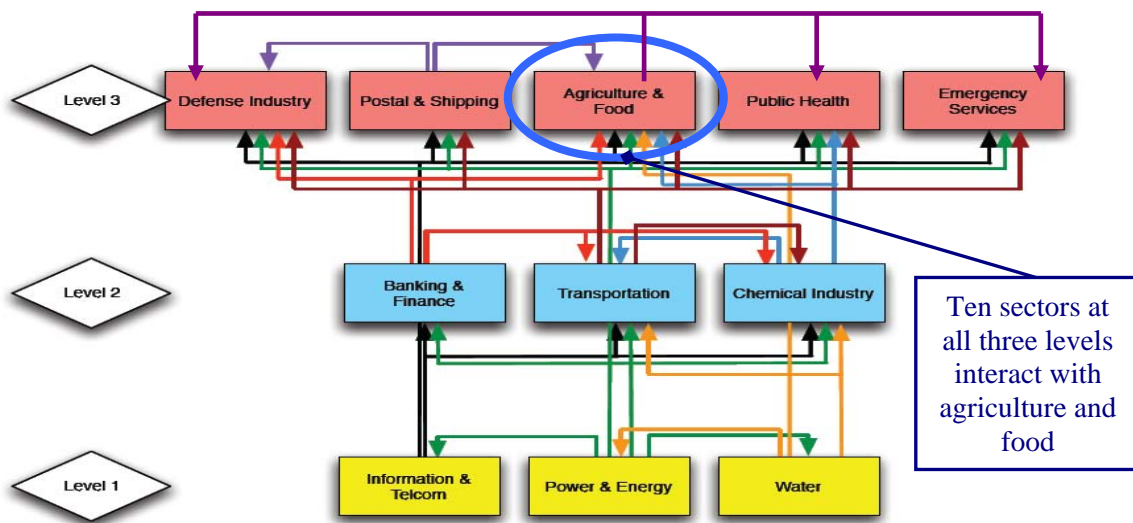 Level 3
Defense Industry
Postal & Shipping
Agriculture &
Food
Public Health
Emergency
Services
Level 2
Banking &
Finance
Transportation
Chemical Industry
Ten sectors at
all three levels
interact with
agriculture and
food
Level 1
Information &
Telcom
Power & Energy
Water